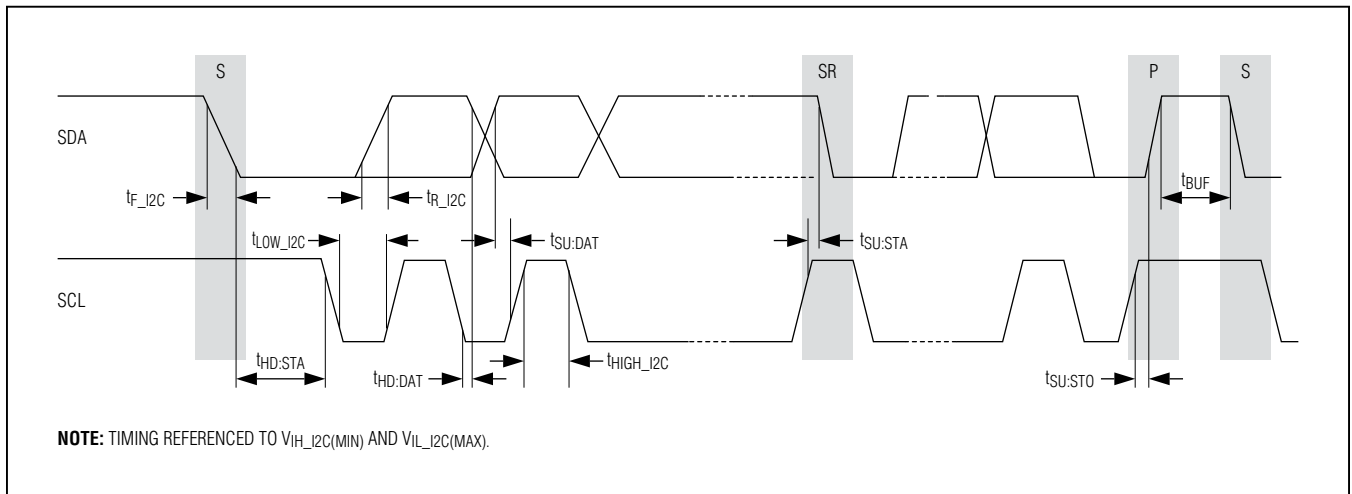 S
SR
P
S
SDA
tF_I2C
tR_I2C
tBUF
tLOW_I2C
tSU:DAT
tSU:STA
SCL
tHD:STA
tHD:DAT
tHIGH_I2C
tSU:STO
NOTE: TIMING REFERENCED TO VIH_I2C(MIN) AND VIL_I2C(MAX).